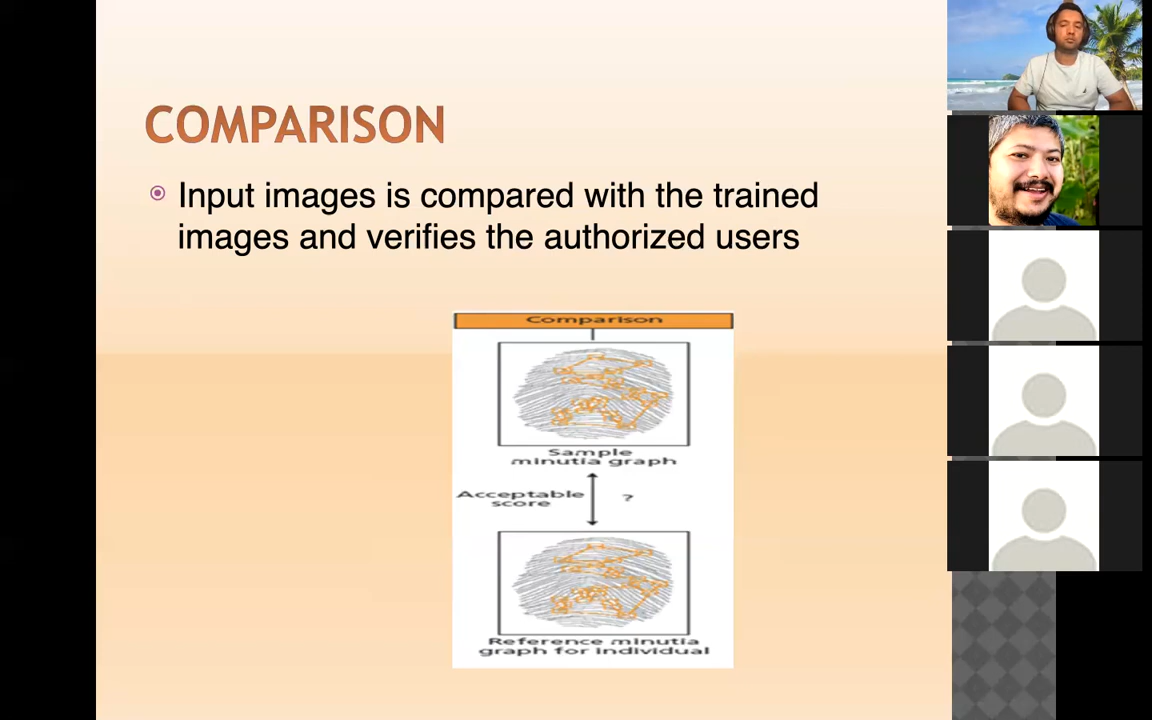 COMPARISON
Input images is compared with the trained
images and verifies the authorized users
Comparison
Sample
minutia graph
Acceptable
score
?
Reference minutia
graph for individual